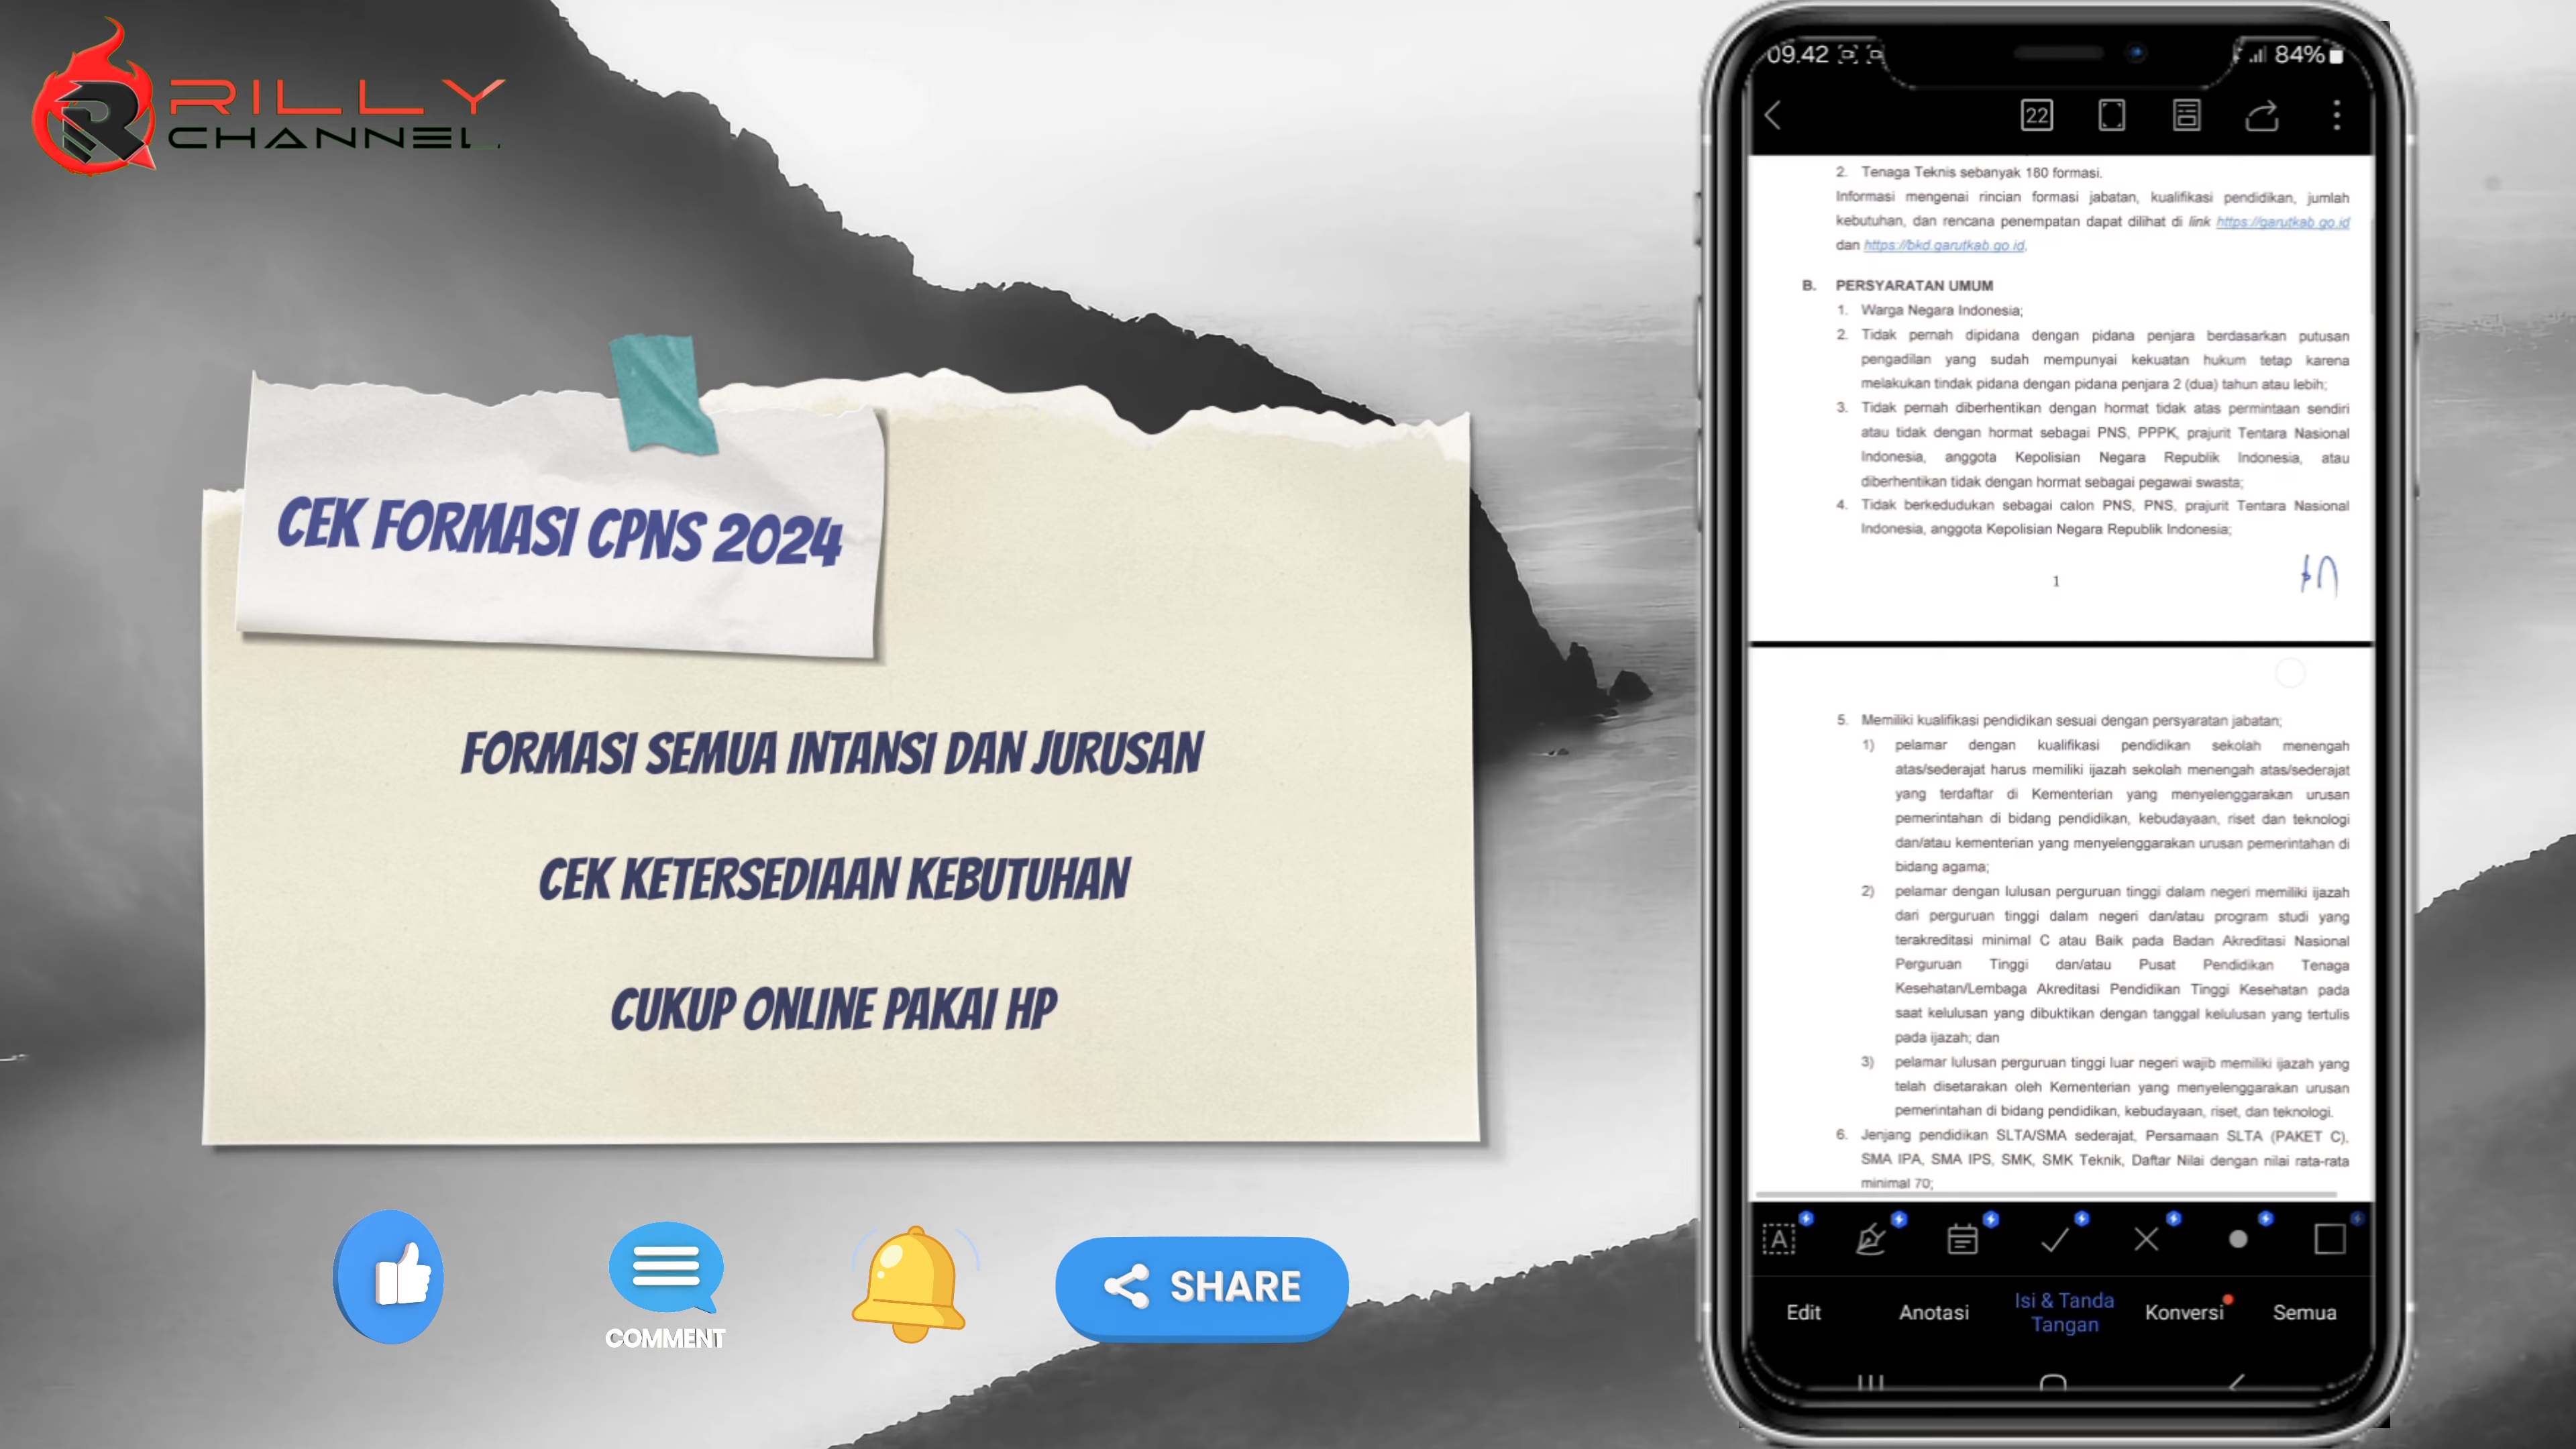 RILLY
CHANNEL
CEK FORMASI CPNS 2024
FORMASI SEMUA INTANSI DAN JURUSAN
CEK KETERSEDIAAN KEBUTUHAN
CUKUP ONLINE PAKAI HP
COMMENT
SHARE
09.42
84%
22
2. Tenaga Teknis sebanyak 180 formasi.
Informasi mengenai rincian formasi jabatan, kualifikasi pendidikan, jumlah
kebutuhan, dan rencana penempatan dapat dilihat di link https://garutkab.go.id
dan https://bkd.garutkab.go.id.
B. PERSYARATAN UMUM
1. Warga Negara Indonesia;
2. Tidak pernah dipidana dengan pidana penjara berdasarkan putusan
pengadilan yang sudah mempunyai kekuatan hukum tetap karena
melakukan tindak pidana dengan pidana penjara 2 (dua) tahun atau lebih;
3. Tidak pernah diberhentikan dengan hormat tidak atas permintaan sendiri
atau tidak dengan hormat sebagai PNS, PPPK, prajurit Tentara Nasional
Indonesia, anggota Kepolisian Negara Republik Indonesia, atau
diberhentikan tidak dengan hormat sebagai pegawai swasta;
4. Tidak berkedudukan sebagai calon PNS, PNS, prajurit Tentara Nasional
Indonesia, anggota Kepolisian Negara Republik Indonesia;
1
5. Memiliki kualifikasi pendidikan sesuai dengan persyaratan jabatan;
1) pelamar dengan kualifikasi pendidikan sekolah menengah
atas/sederajat harus memiliki ijazah sekolah menengah atas/sederajat
yang terdaftar di Kementerian yang menyelenggarakan urusan
pemerintahan di bidang pendidikan, kebudayaan, riset dan teknologi
dan/atau kementerian yang menyelenggarakan urusan pemerintahan di
bidang agama;
2) pelamar dengan lulusan perguruan tinggi dalam negeri memiliki ijazah
dari perguruan tinggi dalam negeri dan/atau program studi yang
terakreditasi minimal C atau Baik pada Badan Akreditasi Nasional
Perguruan Tinggi dan/atau Pusat Pendidikan Tenaga
Kesehatan/Lembaga Akreditasi Pendidikan Tinggi Kesehatan pada
saat kelulusan yang dibuktikan dengan tanggal kelulusan yang tertulis
pada ijazah; dan
3) pelamar lulusan perguruan tinggi luar negeri wajib memiliki ijazah yang
telah disetarakan oleh Kementerian yang menyelenggarakan urusan
pemerintahan di bidang pendidikan, kebudayaan, riset, dan teknologi.
6. Jenjang pendidikan SLTA/SMA sederajat, Persamaan SLTA (PAKET C),
SMA IPA, SMA IPS, SMK, SMK Teknik, Daftar Nilai dengan nilai rata-rata
minimal 70;
A
Edit
Anotasi
Isi & Tanda
Tangan
Konversi
Semua